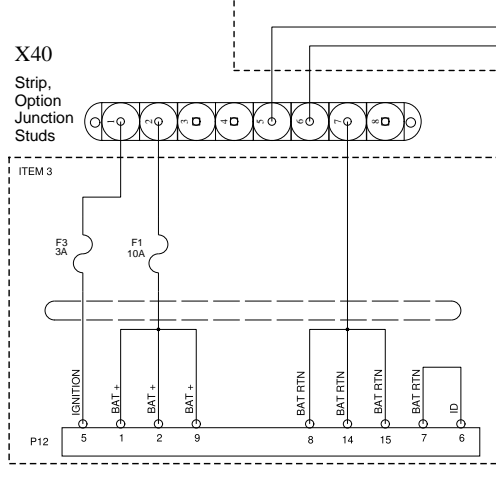 X40
Strip,
Option
Junction
Studs
1 2 3 4 5 6 7 8
ITEM 3
F3
3A
F1
10A
IGNITION
BAT +
BAT +
BAT +
BAT RTN
BAT RTN
BAT RTN
BAT RTN
ID
P12
5 1 2 9 8 14 15 7 6